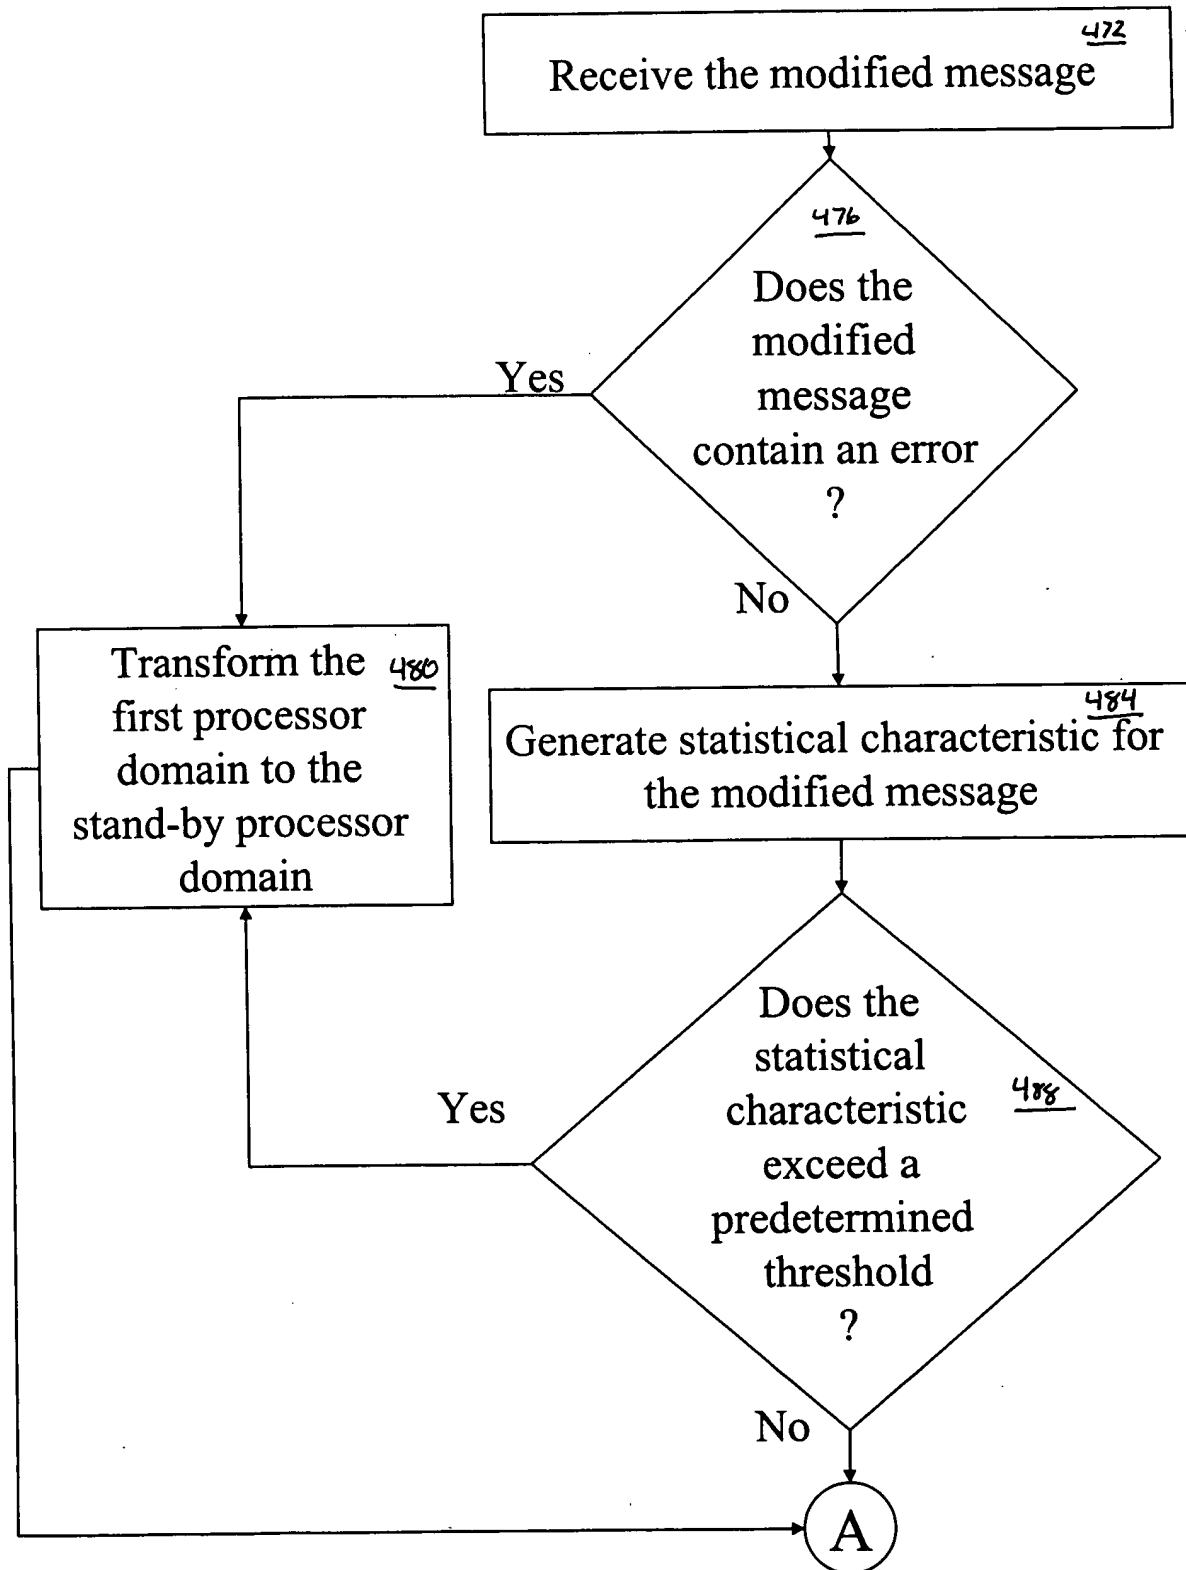 472
Receive the modified message
476
Does the
modified
message
contain an error
?
Yes
No
Transform the 480
first processor
domain to the
stand-by processor
domain
484
Generate statistical characteristic for
the modified message
Does the
statistical
characteristic
exceed a
predetermined
threshold
?
488
Yes
No
A